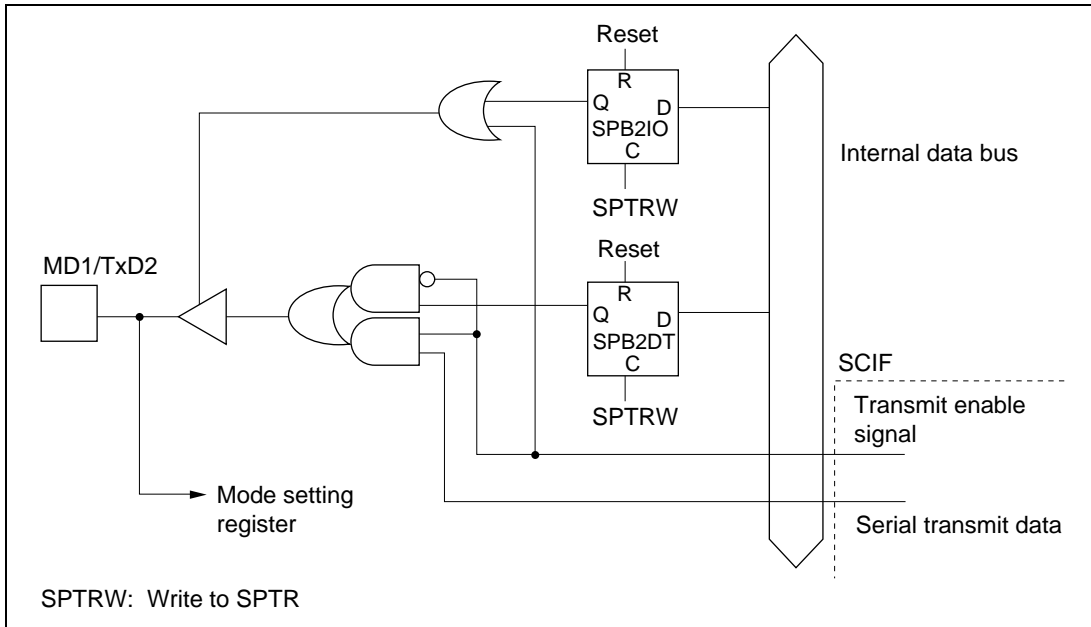 Reset
R
Q
D
SPB2IO
C
SPTRW
Internal data bus
MD1/TxD2
Reset
R
Q
D
SPB2DT
C
SPTRW
SCIF
Transmit enable
signal
Mode setting
register
Serial transmit data
SPTRW: Write to SPTR